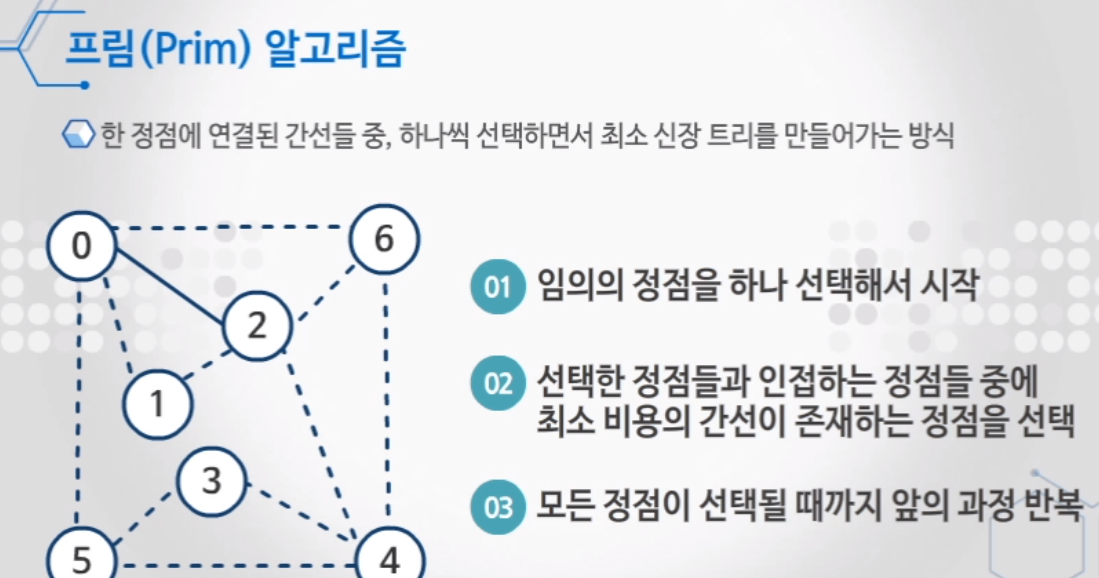 프림(Prim) 알고리즘
한 정점에 연결된 간선들 중, 하나씩 선택하면서 최소 신장 트리를 만들어가는 방식
0
6
2
1
3
5
4
01 임의의 정점을 하나 선택해서 시작
02 선택한 정점들과 인접하는 정점들 중에
최소 비용의 간선이 존재하는 정점을 선택
03 모든 정점이 선택될 때까지 앞의 과정 반복